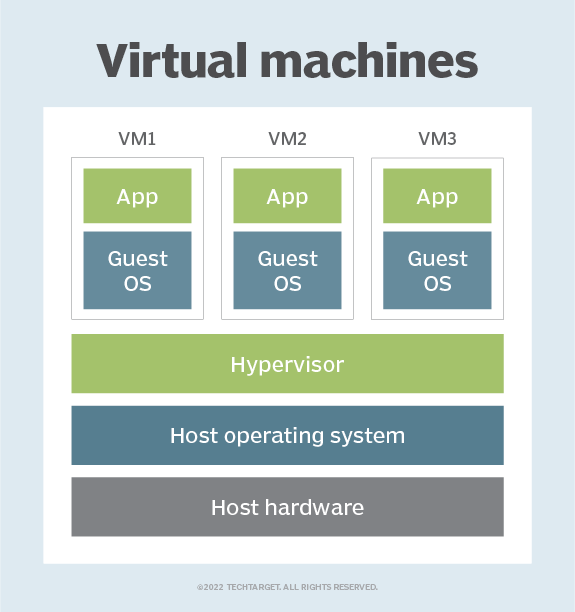 Virtual machines
VM1
VM2
VM3
App
App
App
Guest
OS
Guest
OS
Guest
OS
Hypervisor
Host operating system
Host hardware
©2022 TECHTARGET. ALL RIGHTS RESERVED.